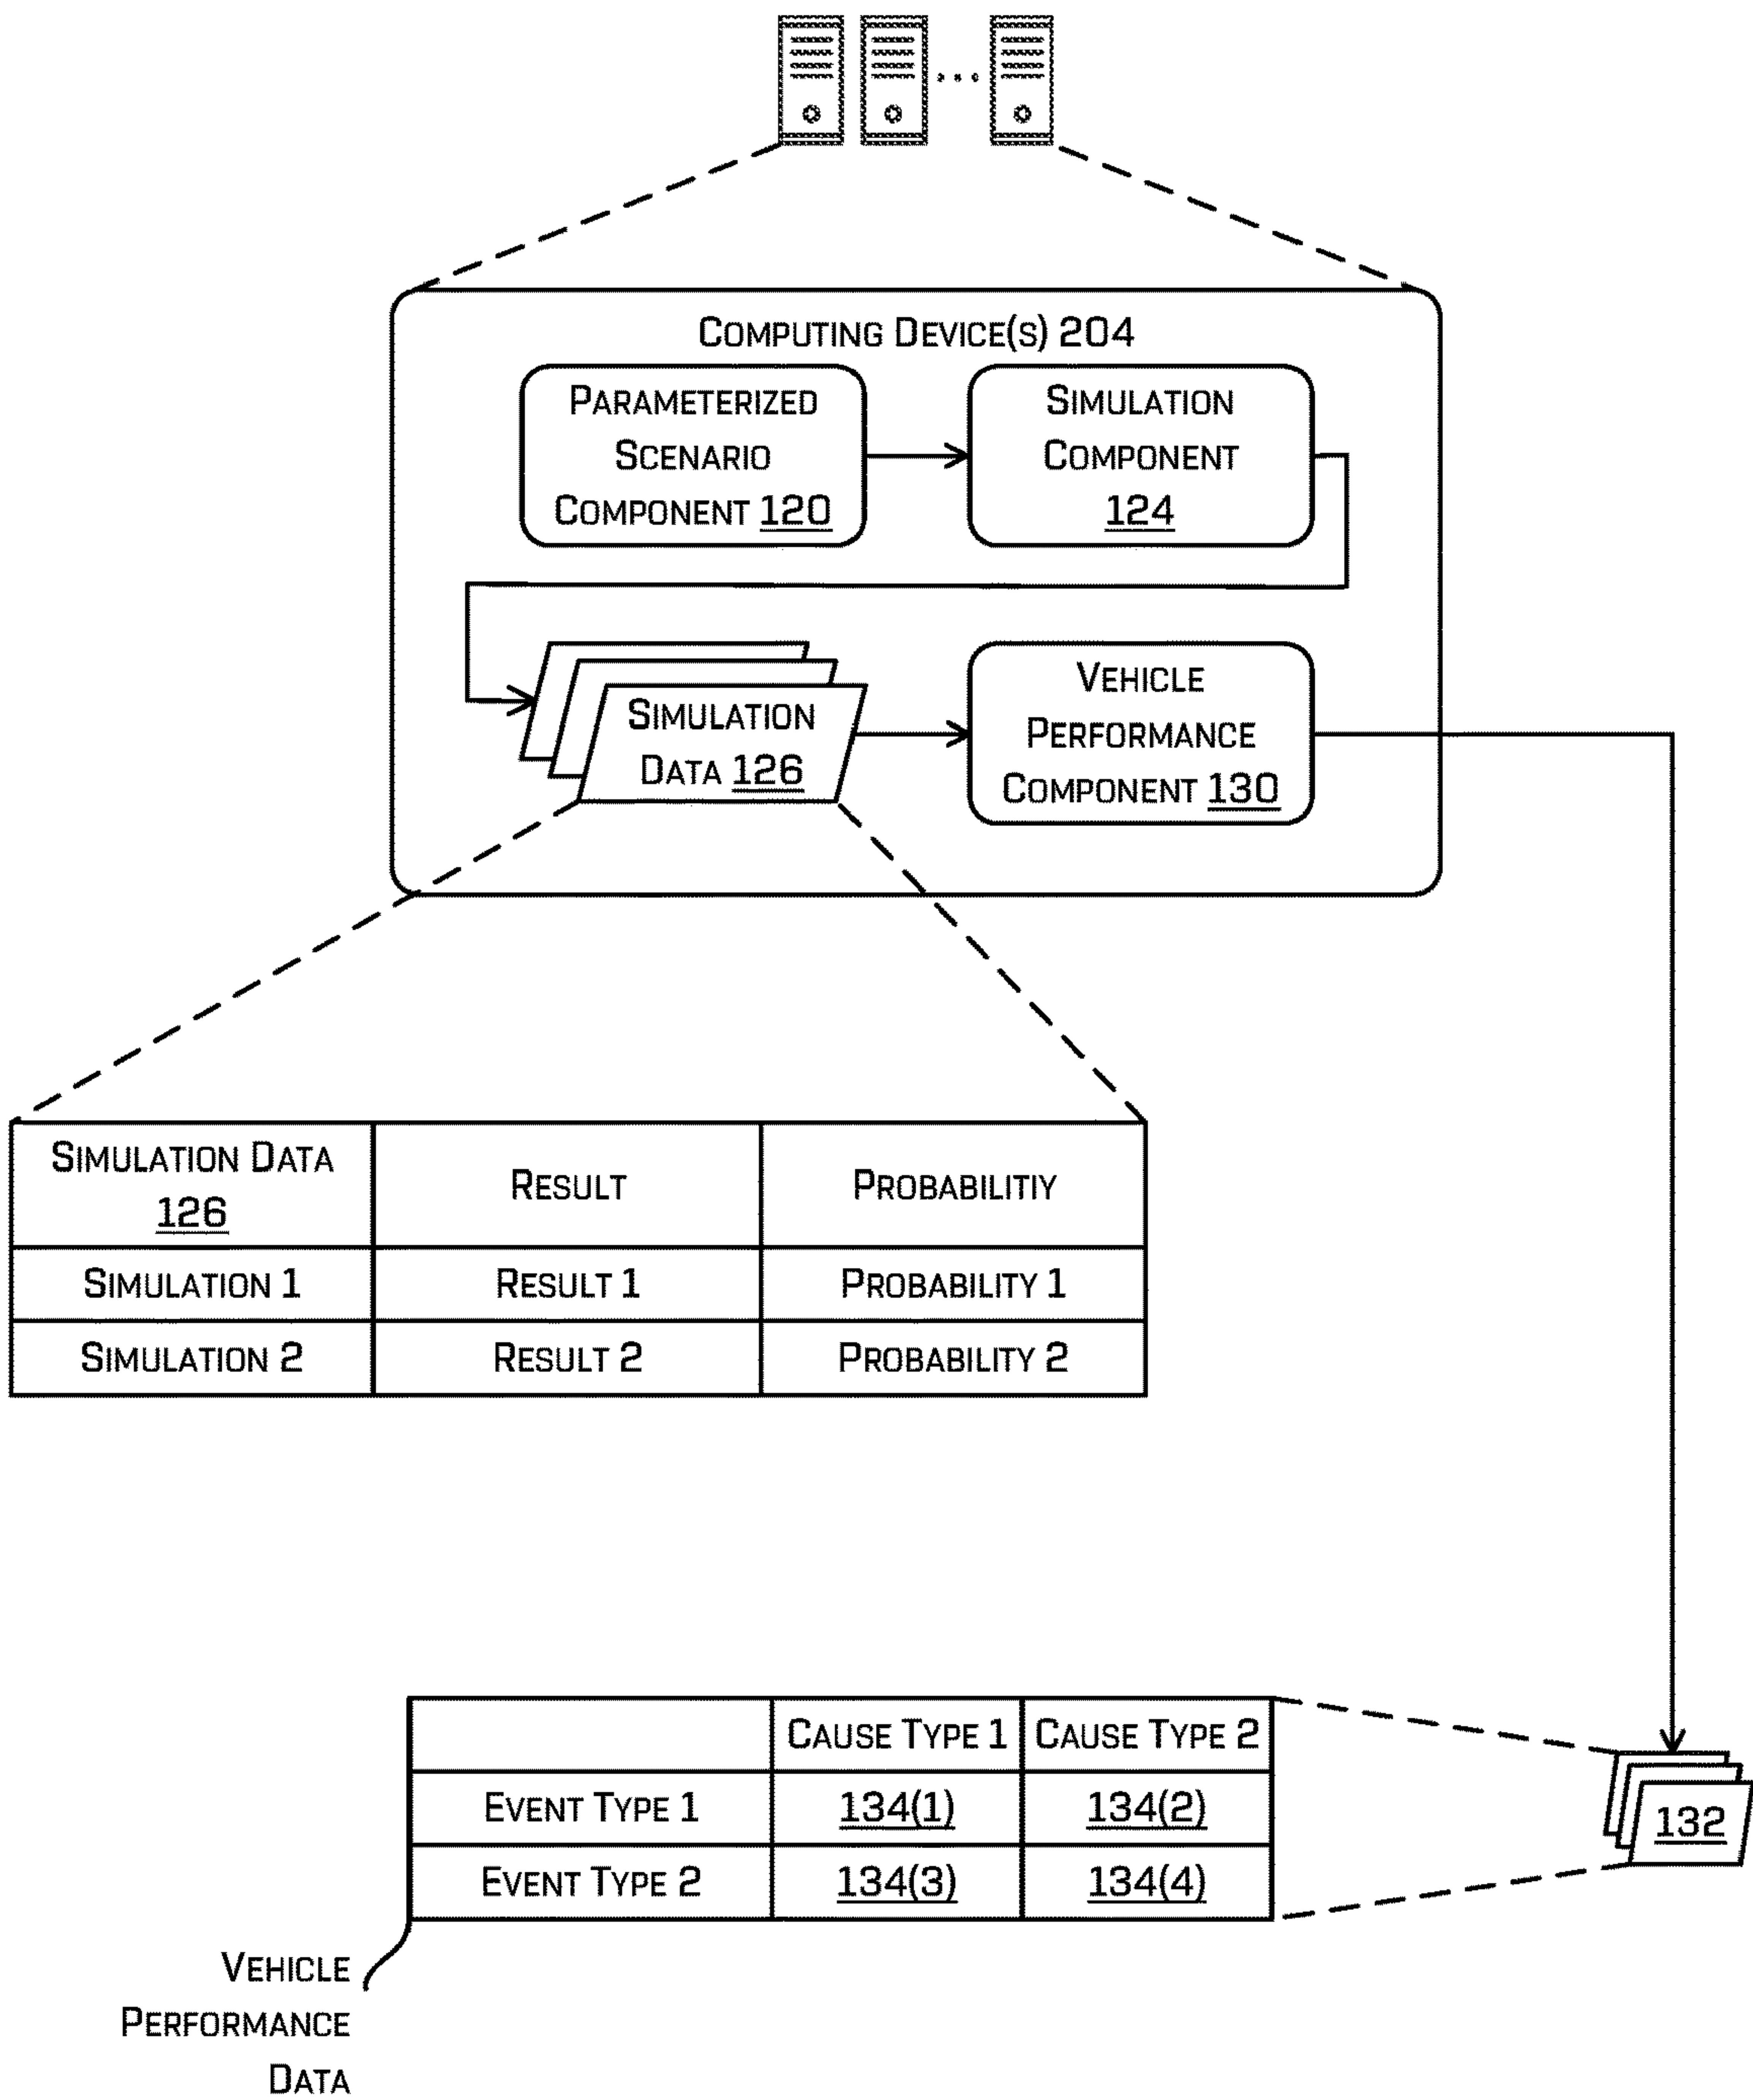 COMPUTING DEVICE(S) 204
PARAMETERIZED
SCENARIO
COMPONENT 120
SIMULATION
COMPONENT
124
SIMULATION
DATA 126
VEHICLE
PERFORMANCE
COMPONENT 130
SIMULATION DATA
126
RESULT
PROBABILITIY
SIMULATION 1
RESULT 1
PROBABILITY 1
SIMULATION 2
RESULT 2
PROBABILITY 2
CAUSE TYPE 1
CAUSE TYPE 2
EVENT TYPE 1
134(1)
134(2)
EVENT TYPE 2
134(3)
134(4)
132
VEHICLE
PERFORMANCE
DATA